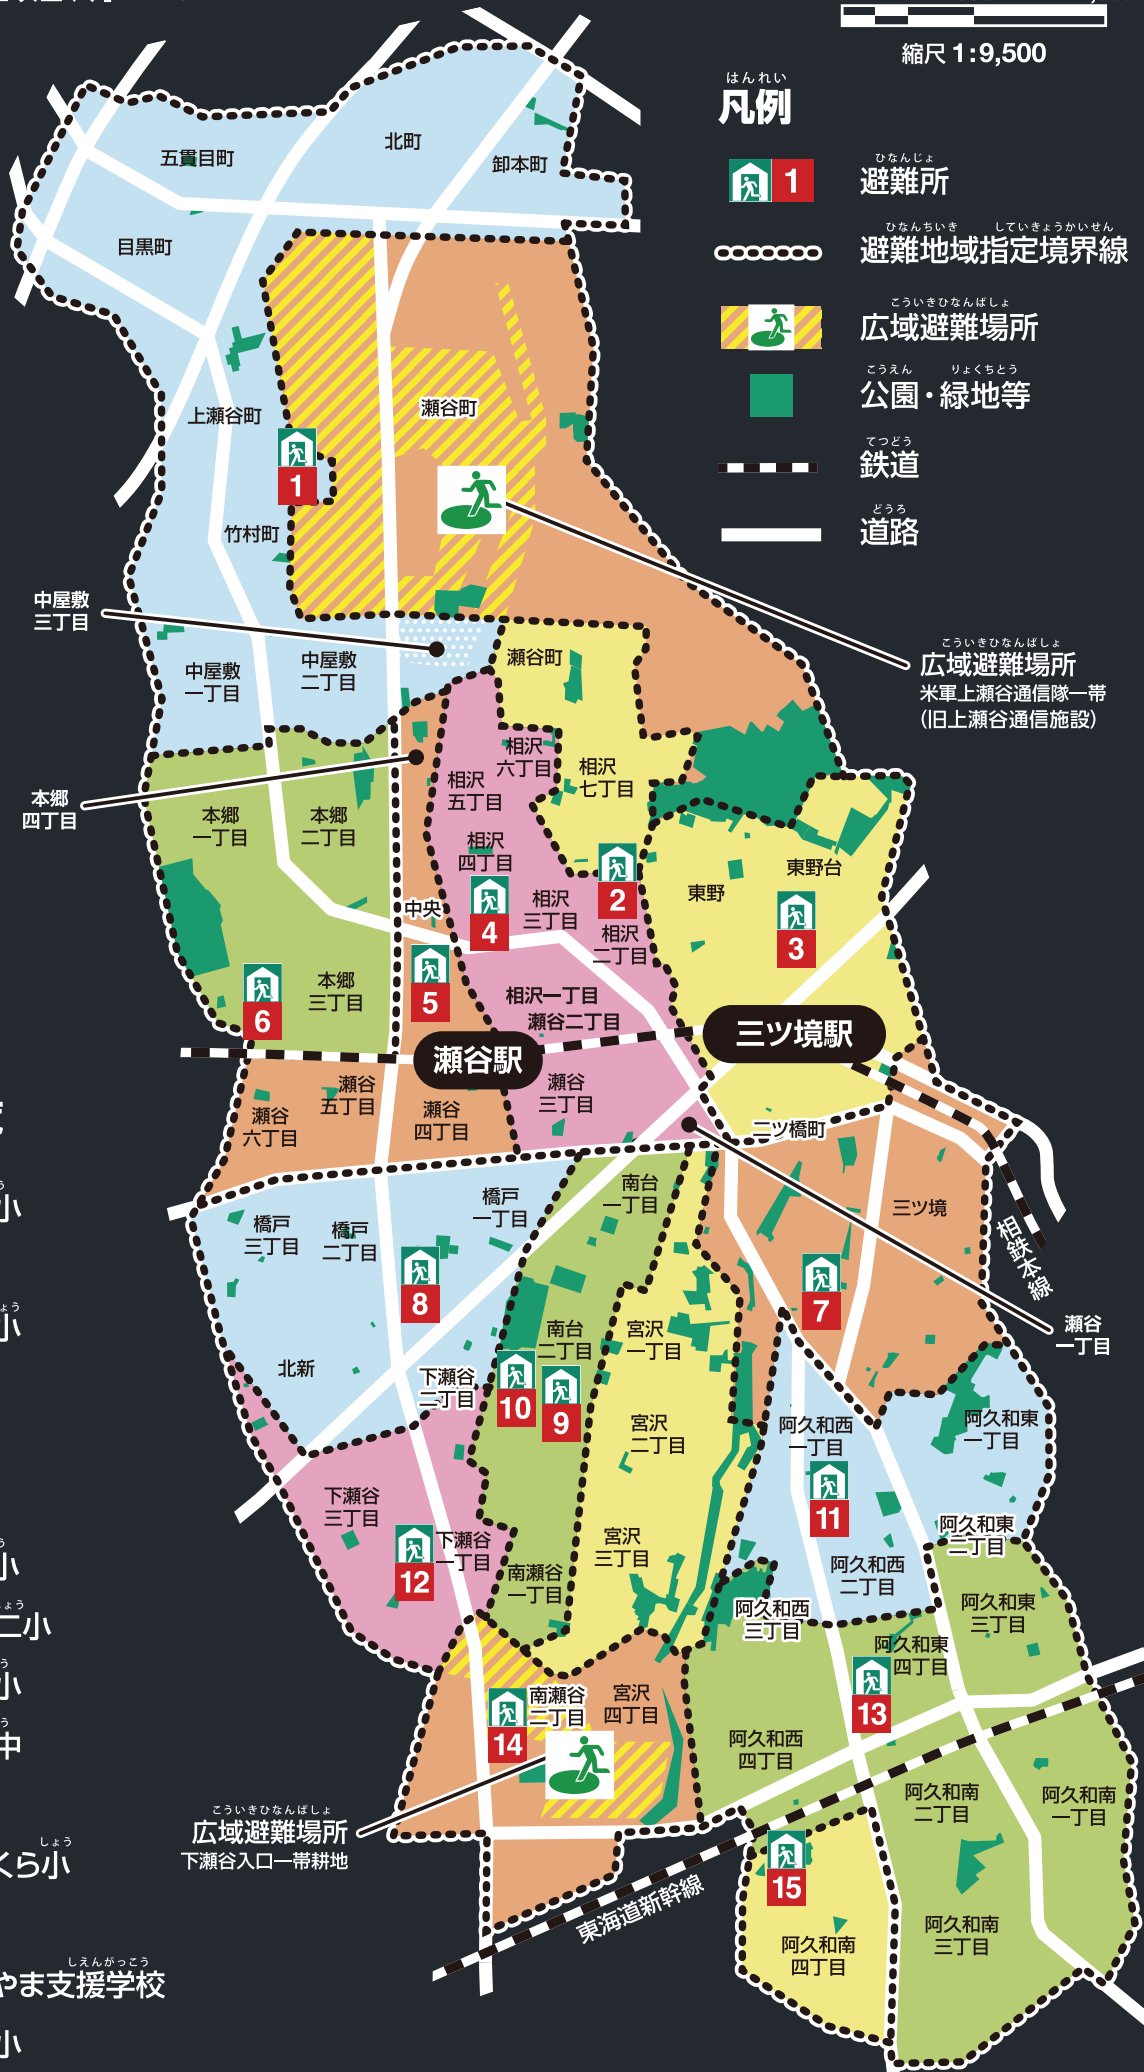 縮尺 1:9,500
はんれい
凡例
1
ひなんじょ
避難所
ひなんちいき していきょうかいせん
避難地域指定境界線
こういきひなんばしょ
広域避難場所
こうえん りょくちとう
公園・緑地等
てつどう
鉄道
どうろ
道路
五貫目町
北町
卸本町
目黒町
上瀬谷町
瀬谷町
1
竹村町
中屋敷
三丁目
中屋敷
一丁目
中屋敷
二丁目
瀬谷町
こういきひなんばしょ
広域避難場所
米軍上瀬谷通信隊一帯
(旧上瀬谷通信施設)
相沢
六丁目
相沢
七丁目
相沢
五丁目
本郷
四丁目
本郷
一丁目
本郷
二丁目
相沢
四丁目
東野台
東野
2
3
4
中央
相沢
三丁目
相沢
二丁目
5
6
本郷
三丁目
相沢一丁目
瀬谷二丁目
三ツ境駅
瀬谷駅
瀬谷
三丁目
瀬谷
五丁目
瀬谷
六丁目
瀬谷
四丁目
二ツ橋町
南台
一丁目
橋戸
一丁目
橋戸
三丁目
橋戸
二丁目
三ツ境
相鉄本線
8
7
瀬谷
一丁目
南台
二丁目
宮沢
一丁目
北新
下瀬谷
二丁目
10
9
宮沢
二丁目
阿久和西
一丁目
阿久和東
一丁目
下瀬谷
三丁目
11
下瀬谷
一丁目
12
宮沢
三丁目
南瀬谷
一丁目
阿久和東
二丁目
阿久和西
二丁目
阿久和西
三丁目
阿久和東
三丁目
阿久和東
四丁目
13
南瀬谷
二丁目
宮沢
四丁目
14
阿久和西
四丁目
阿久和南
二丁目
阿久和南
一丁目
こういきひなんばしょ
広域避難場所
下瀬谷入口一帯耕地
15
東海道新幹線
阿久和南
三丁目
阿久和南
四丁目
小
小
小
二小
小
中
しょう
くら小
しえんがっこう
やま支援学校
小